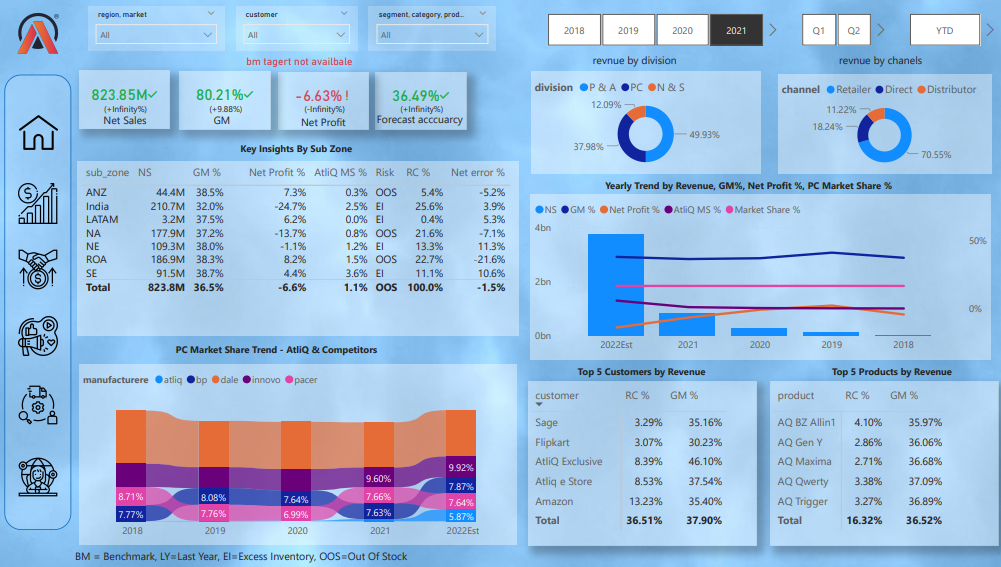 region, market
All
customer
All
segment, category, prod...
All
2018 2019 2020 2021
Q1 Q2
YTD
bm tagert not availbale
823.85M✓
(+Infinity%)
Net Sales
80.21%✓
(+9.88%)
GM
-6.63%!
(-Infinity%)
Net Profit
36.49%✓
(+Infinity%)
Forecast acccuarcy
revnue by division
division P & A PC N & S
12.09%
37.98%
49.93%
revnue by chanels
channel Retailer Direct Distributor
11.22%
18.24%
70.55%
Key Insights By Sub Zone
sub_zone NS GM % Net Profit % AtliQ MS % Risk RC % Net error %
ANZ 44.4M 38.5% 7.3% 0.3% OOS 5.4% -5.2%
India 210.7M 32.0% -24.7% 2.5% EI 25.6% 3.9%
LATAM 3.2M 37.5% 6.2% 0.0% EI 0.4% 5.3%
NA 177.9M 37.2% -13.7% 0.8% OOS 21.6% -7.1%
NE 109.3M 38.0% -1.1% 1.2% EI 13.3% 11.3%
ROA 186.9M 38.3% 8.2% 1.5% OOS 22.7% -21.6%
SE 91.5M 38.7% 4.4% 3.6% EI 11.1% 10.6%
Total 823.8M 36.5% -6.6% 1.1% OOS 100.0% -1.5%
Yearly Trend by Revenue, GM%, Net Profit %, PC Market Share %
NS GM % Net Profit % AtliQ MS % Market Share %
4bn
2bn
0bn
50%
0%
2022Est 2021 2020 2019 2018
PC Market Share Trend - AtliQ & Competitors
manufacturere atliq bp dale innovo pacer
8.71%
7.77%
8.08%
7.76%
7.64%
6.99%
9.60%
7.66%
7.63%
9.92%
7.87%
7.64%
5.87%
2018 2019 2020 2021 2022Est
Top 5 Customers by Revenue
customer RC % GM %
Sage 3.29% 35.16%
Flipkart 3.07% 30.23%
AtliQ Exclusive 8.39% 46.10%
Atliq e Store 8.53% 37.54%
Amazon 13.23% 35.40%
Total 36.51% 37.90%
Top 5 Products by Revenue
product RC % GM %
AQ BZ Allin1 4.10% 35.97%
AQ Gen Y 2.86% 36.06%
AQ Maxima 2.71% 36.68%
AQ Qwerty 3.38% 37.09%
AQ Trigger 3.27% 36.89%
Total 16.32% 36.52%
BM = Benchmark, LY=Last Year, EI=Excess Inventory, OOS=Out Of Stock